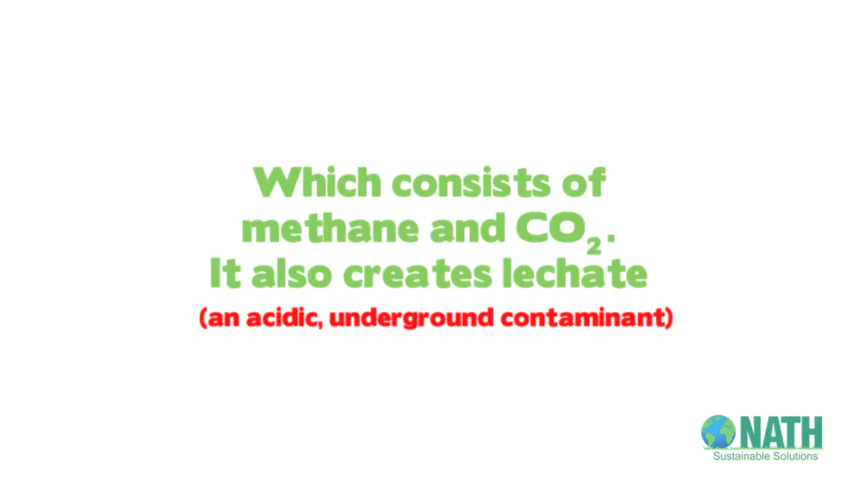 Which consists of
methane and CO₂.
It also creates lechate
(an acidic, underground contaminant)
NATH
Sustainable Solutions